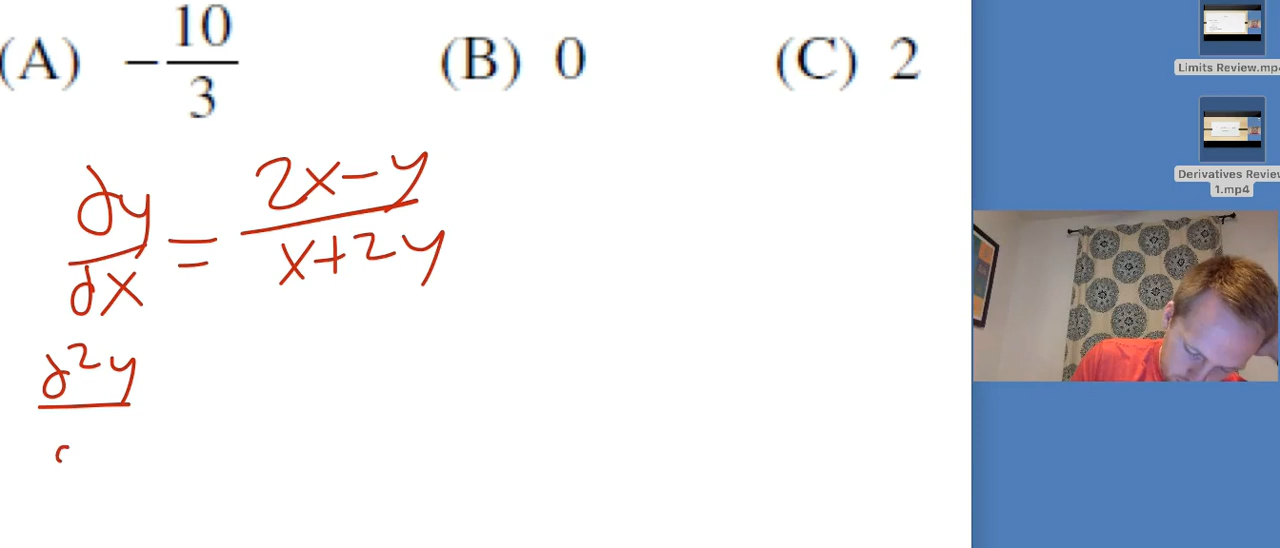 (A) -10/3 (B) 0 (C) 2
dy/dx = (2x-y)/(x+2y)
d²y
Limits Review.mp4
Derivatives Review
1.mp4